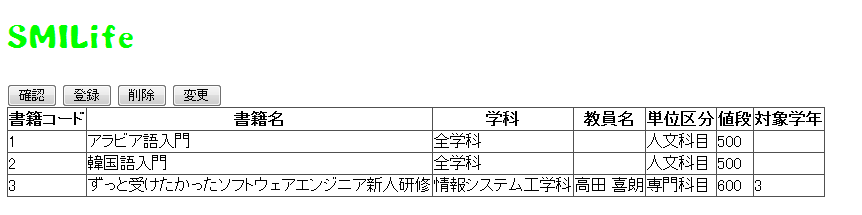 SMILife
確認 登録 削除 変更
書籍コード 書籍名 学科 教員名 単位区分 値段 対象学年
1 アラビア語入門 全学科 人文科目 500
2 韓国語入門 全学科 人文科目 500
3 ずっと受けたかったソフトウェアエンジニア新人研修 情報システム工学科 高田 喜朗 専門科目 600 3